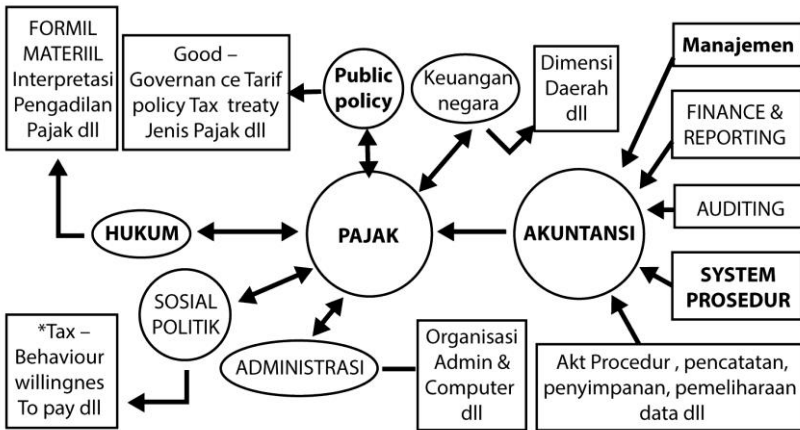 FORMIL
MATERIIL
Interpretasi
Pengadilan
Pajak dll
Good –
Governan ce Tarif
policy Tax treaty
Jenis Pajak dll
Public
policy
Keuangan
negara
Dimensi
Daerah
dll
Manajemen
FINANCE &
REPORTING
AUDITING
SYSTEM
PROSEDUR
HUKUM
PAJAK
AKUNTANSI
SOSIAL
POLITIK
*Tax –
Behaviour
willingnes
To pay dll
ADMINISTRASI
Organisasi
Admin &
Computer
dll
Akt Procedur , pencatatan,
penyimpanan, pemeliharaan
data dll